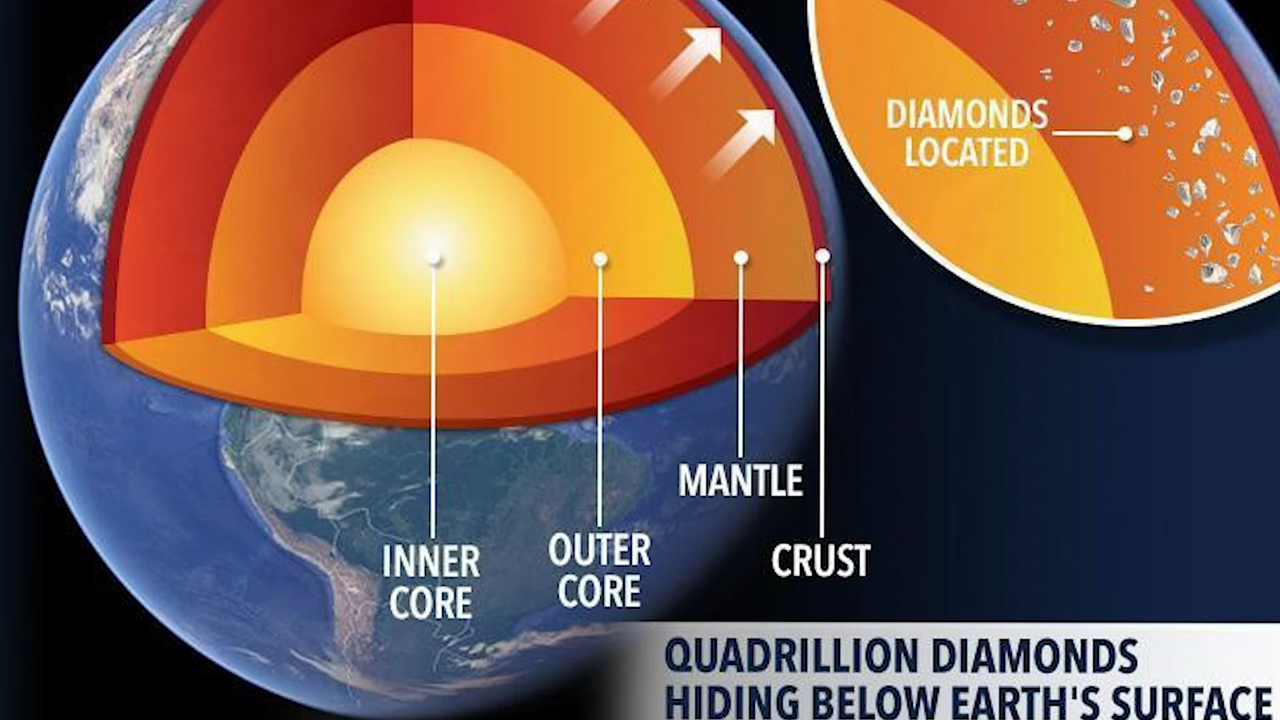 DIAMONDS
LOCATED
MANTLE
INNER
CORE
OUTER
CORE
CRUST
QUADRILLION DIAMONDS
HIDING BELOW EARTH'S SURFACE